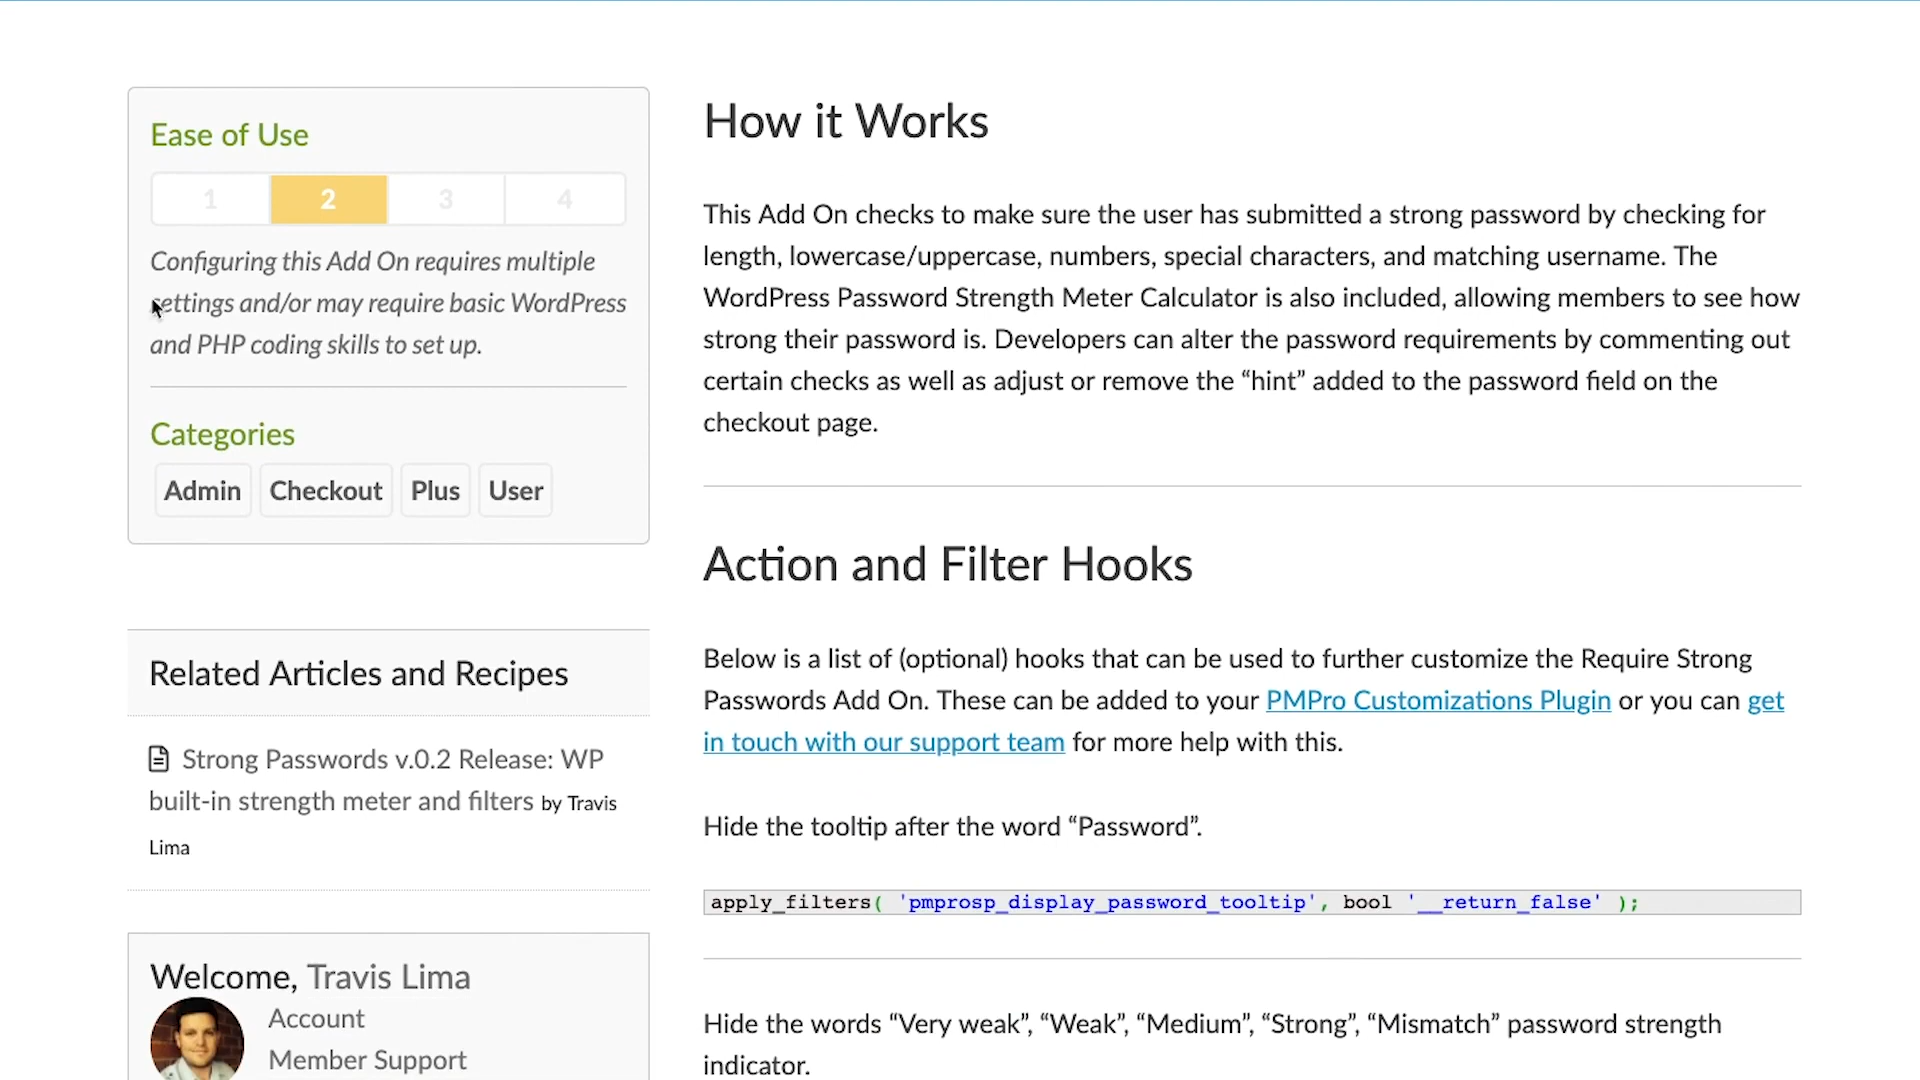 Ease of Use
1 2 3 4
Configuring this Add On requires multiple
settings and/or may require basic WordPress
and PHP coding skills to set up.
Categories
Admin Checkout Plus User
Related Articles and Recipes
Strong Passwords v.0.2 Release: WP
built-in strength meter and filters by Travis
Lima
Welcome, Travis Lima
Account
Member Support
How it Works
This Add On checks to make sure the user has submitted a strong password by checking for
length, lowercase/uppercase, numbers, special characters, and matching username. The
WordPress Password Strength Meter Calculator is also included, allowing members to see how
strong their password is. Developers can alter the password requirements by commenting out
certain checks as well as adjust or remove the “hint” added to the password field on the
checkout page.
Action and Filter Hooks
Below is a list of (optional) hooks that can be used to further customize the Require Strong
Passwords Add On. These can be added to your PMPro Customizations Plugin or you can get
in touch with our support team for more help with this.
Hide the tooltip after the word “Password”.
apply_filters( 'pmprosp_display_password_tooltip', bool '__return_false' );
Hide the words “Very weak”, “Weak”, “Medium”, “Strong”, “Mismatch” password strength
indicator.